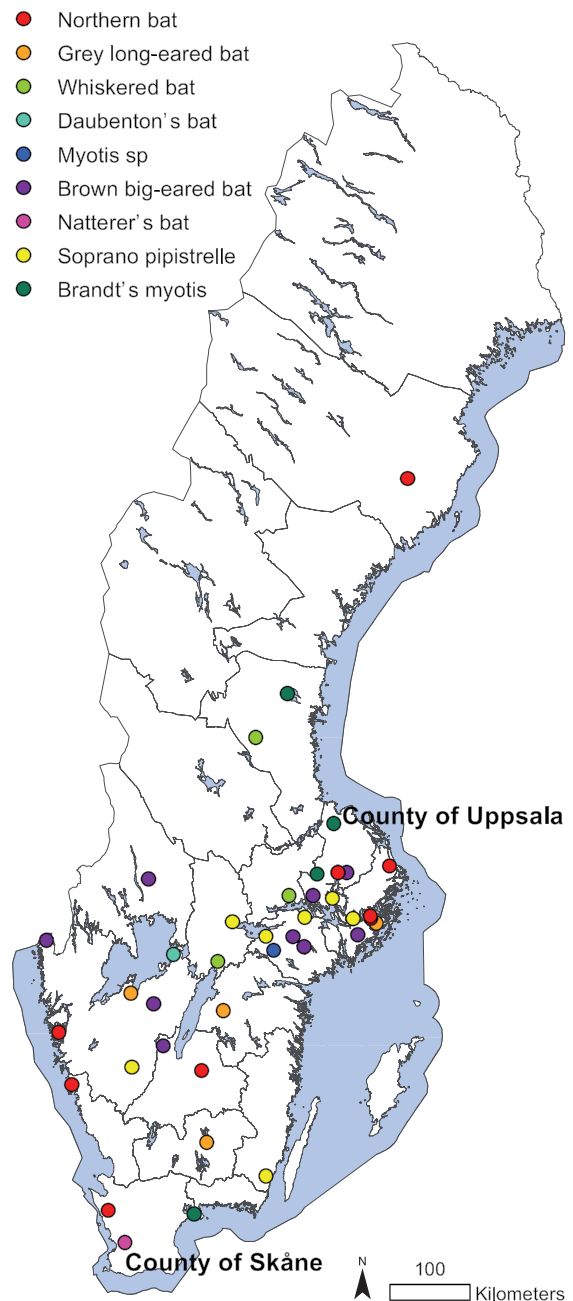 Northern bat
Grey long-eared bat
Whiskered bat
Daubenton's bat
Myotis sp
Brown big-eared bat
Natterer's bat
Soprano pipistrelle
Brandt's myotis
County of Uppsala
County of Skåne
N
100
Kilometers